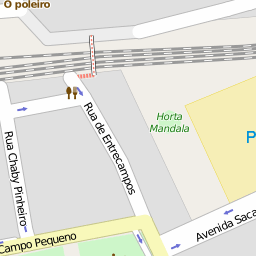 O poleiro
Horta
Mandala
P
Rua de Entrecampos
Rua Chaby Pinheiro
Campo Pequeno
Avenida Saca